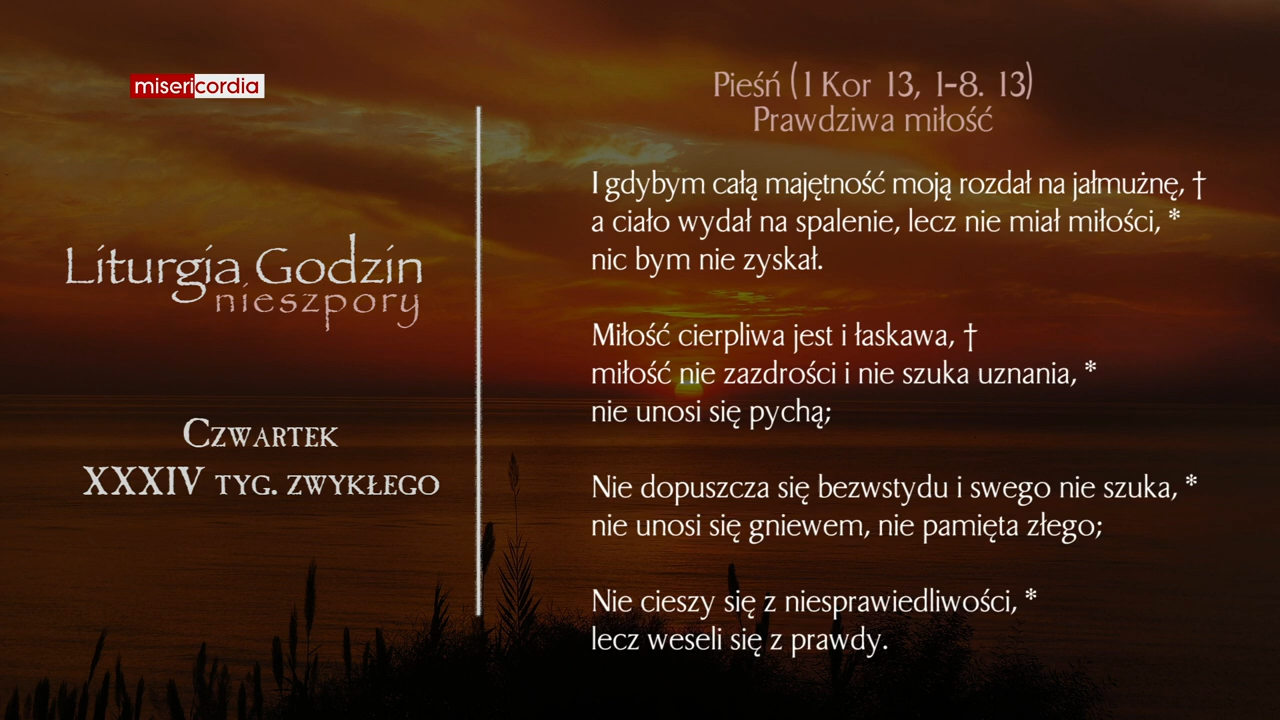 misericordia
Liturgia Godzin
nieszpory
Czwartek
XXXIV tyg. zwykłego
Pieśń (1 Kor 13, 1-8. 13)
Prawdziwa miłość
I gdybym całą majętność moją rozdał na jałmużnę, †
a ciało wydał na spalenie, lecz nie miał miłości, *
nic bym nie zyskał.
Miłość cierpliwa jest i łaskawa, †
miłość nie zazdrości i nie szuka uznania, *
nie unosi się pychą;
Nie dopuszcza się bezwstydu i swego nie szuka, *
nie unosi się gniewem, nie pamięta złego;
Nie cieszy się z niesprawiedliwości, *
lecz weseli się z prawdy.